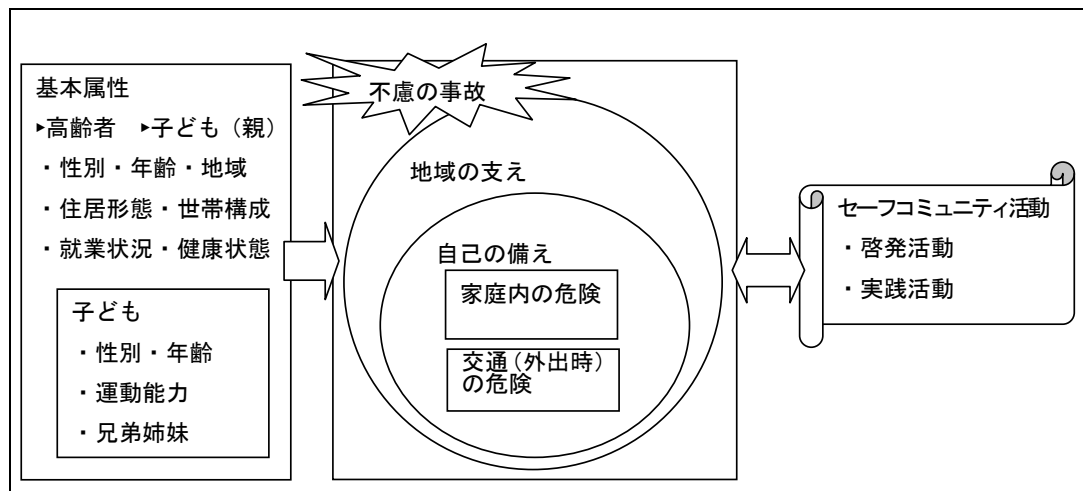 基本属性
▸高齢者 ▸子ども（親）
・性別・年齢・地域
・住居形態・世帯構成
・就業状況・健康状態
子ども
・性別・年齢
・運動能力
・兄弟姉妹
不慮の事故
地域の支え
自己の備え
家庭内の危険
交通（外出時）
の危険
セーフコミュニティ活動
・啓発活動
・実践活動